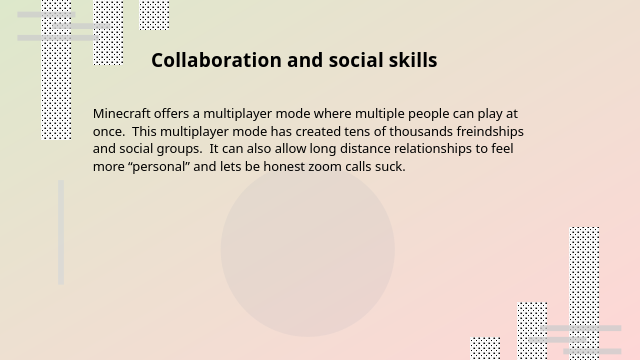 Collaboration and social skills
Minecraft offers a multiplayer mode where multiple people can play at
once.  This multiplayer mode has created tens of thousands freindships
and social groups.  It can also allow long distance relationships to feel
more “personal” and lets be honest zoom calls suck.